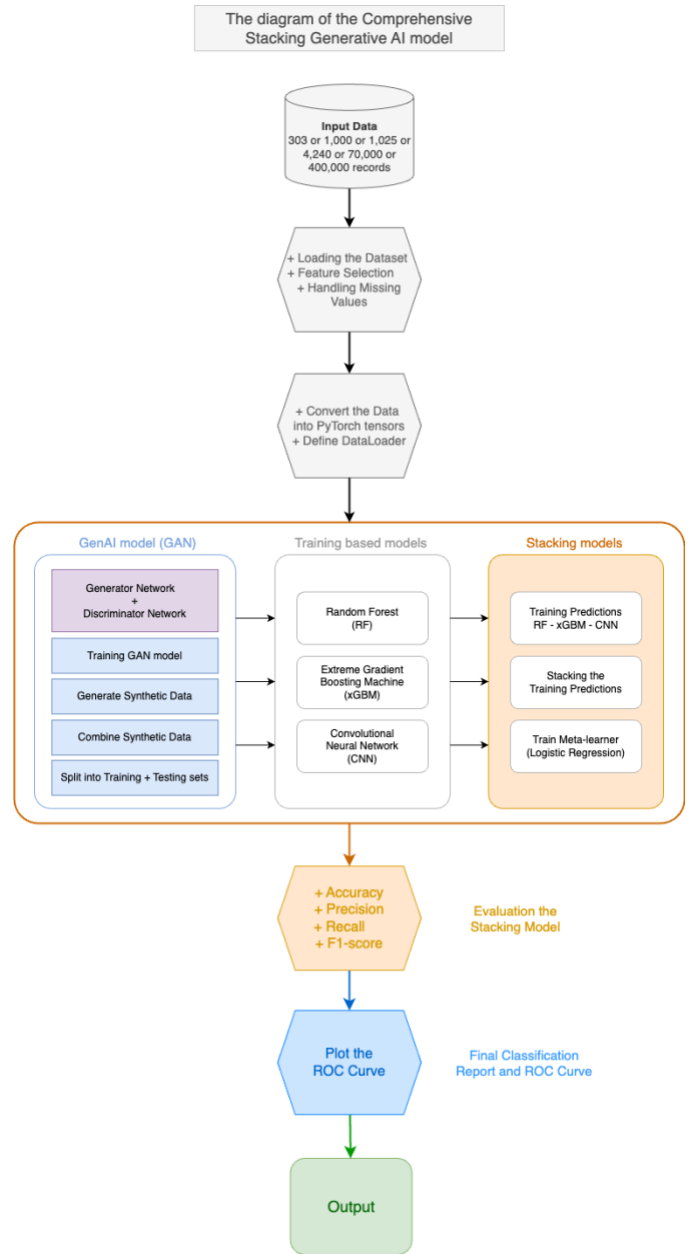 The diagram of the Comprehensive
Stacking Generative AI model
Input Data
303 or 1,000 or 1,025 or
4,240 or 70,000 or
400,000 records
+ Loading the Dataset
+ Feature Selection
+ Handling Missing
Values
+ Convert the Data
into PyTorch tensors
+ Define DataLoader
GenAI model (GAN)
Generator Network
+
Discriminator Network
Training GAN model
Generate Synthetic Data
Combine Synthetic Data
Split into Training + Testing sets
Training based models
Random Forest
(RF)
Extreme Gradient
Boosting Machine
(xGBM)
Convolutional
Neural Network
(CNN)
Stacking models
Training Predictions
RF - xGBM - CNN
Stacking the
Training Predictions
Train Meta-learner
(Logistic Regression)
+ Accuracy
+ Precision
+ Recall
+ F1-score
Evaluation the
Stacking Model
Plot the
ROC Curve
Final Classification
Report and ROC Curve
Output